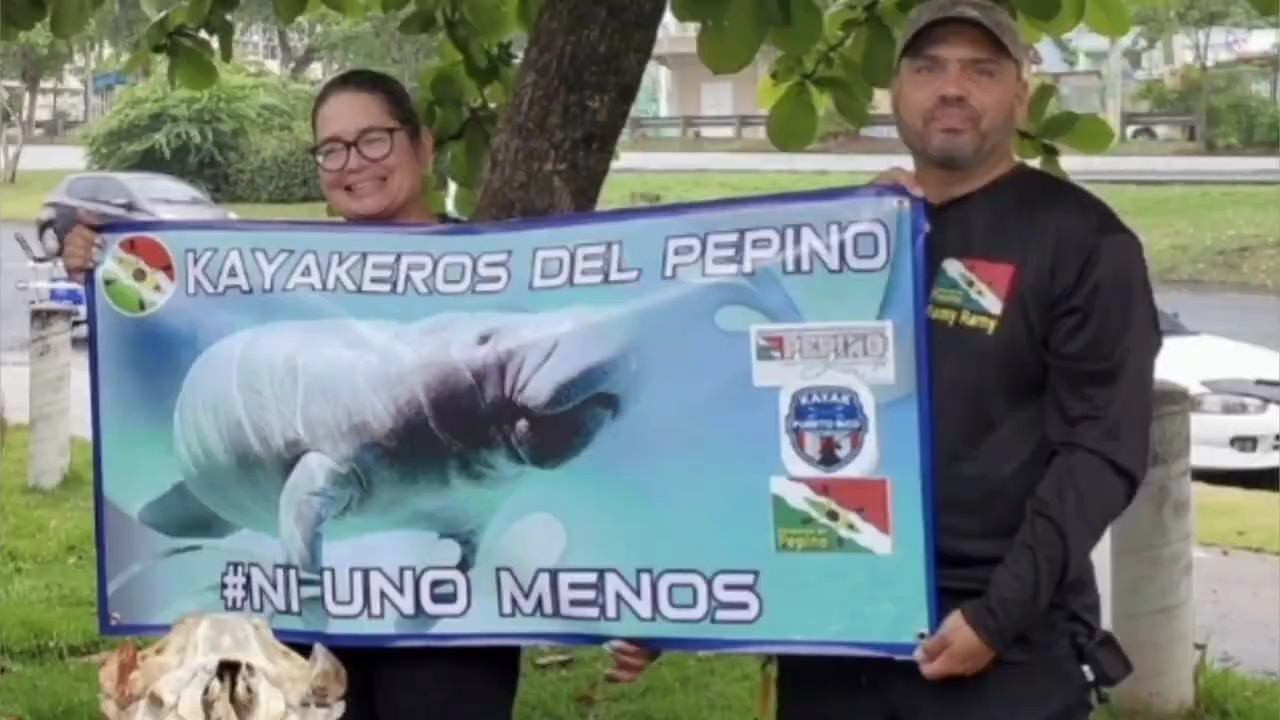 KAYAKEROS DEL PEPINO
PEPINO
KAYAK
PUERTO RICO
Pepino
#NI UNO MENOS